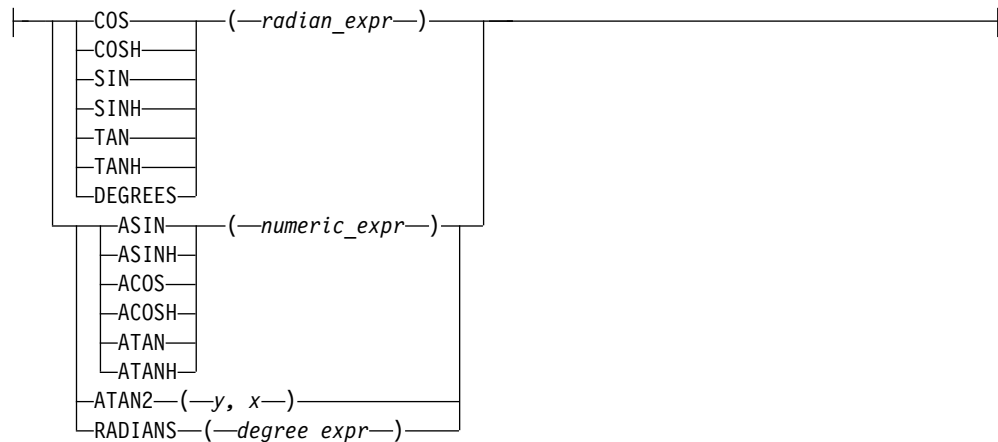 COS ( radian_expr )
COSH
SIN
SINH
TAN
TANH
DEGREES
ASIN ( numeric_expr )
ASINH
ACOS
ACOSH
ATAN
ATANH
ATAN2 ( y, x )
RADIANS ( degree expr )